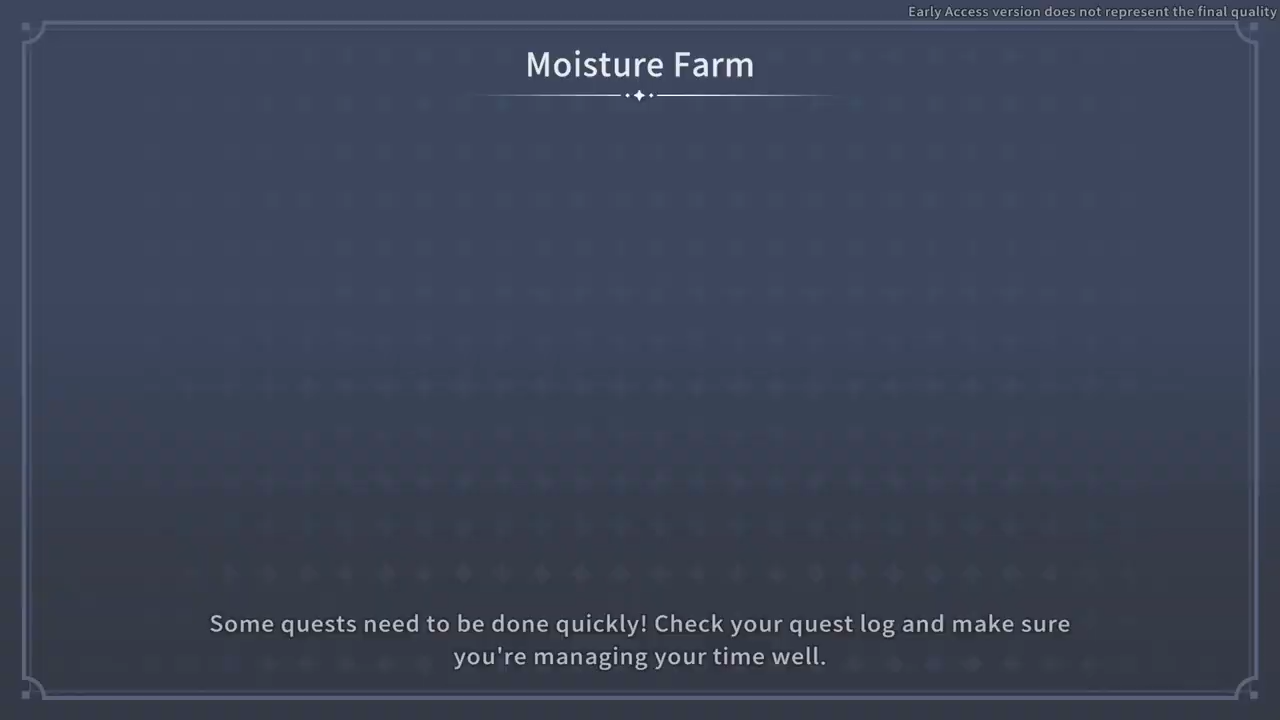 Early Access version does not represent the final quality
Moisture Farm
Some quests need to be done quickly! Check your quest log and make sure
you're managing your time well.